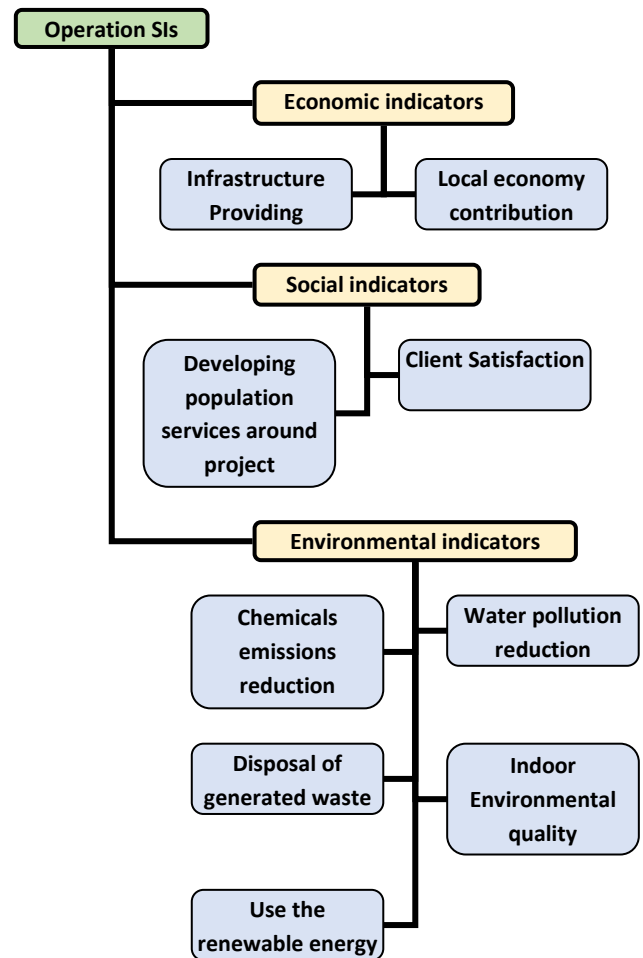 Operation SIs
Economic indicators
Infrastructure
Providing
Local economy
contribution
Social indicators
Developing
population
services around
project
Client Satisfaction
Environmental indicators
Chemicals
emissions
reduction
Water pollution
reduction
Disposal of
generated waste
Indoor
Environmental
quality
Use the
renewable energy